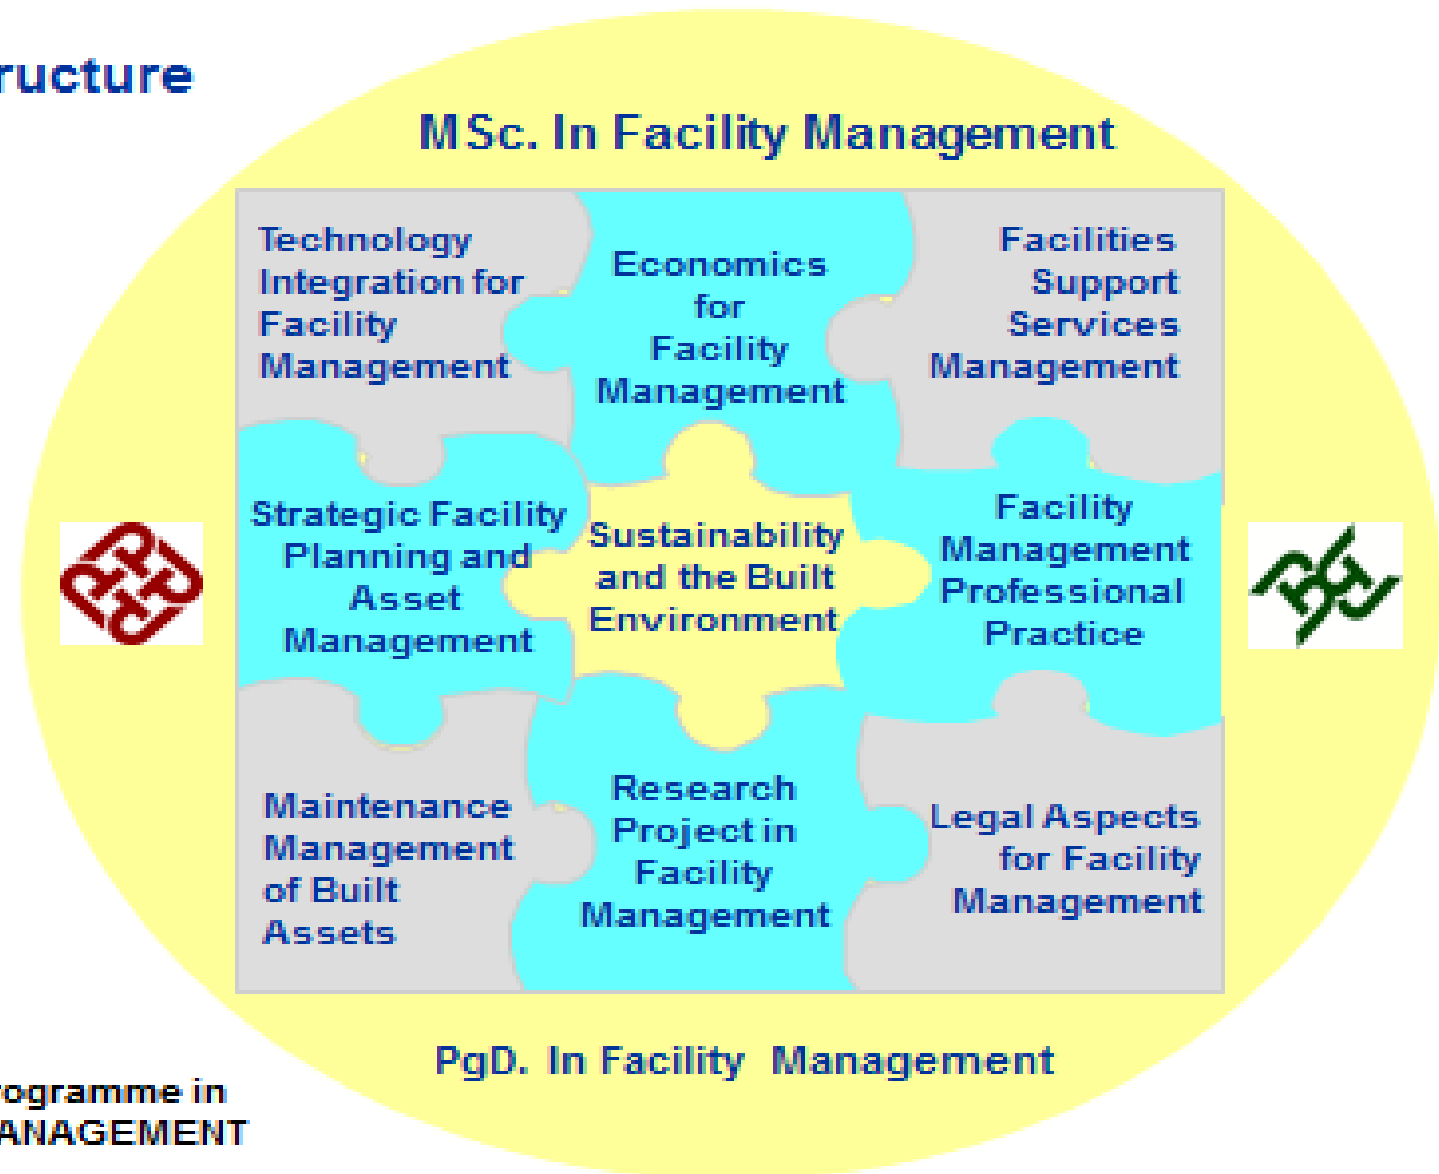 ructure
MSc. In Facility Management
Technology
Integration for
Facility
Management
Economics
for
Facility
Management
Facilities
Support
Services
Management
Strategic Facility
Planning and
Asset
Management
Sustainability
and the Built
Environment
Facility
Management
Professional
Practice
Maintenance
Management
of Built
Assets
Research
Project in
Facility
Management
Legal Aspects
for Facility
Management
PgD. In Facility Management
ogramme in
ANAGEMENT